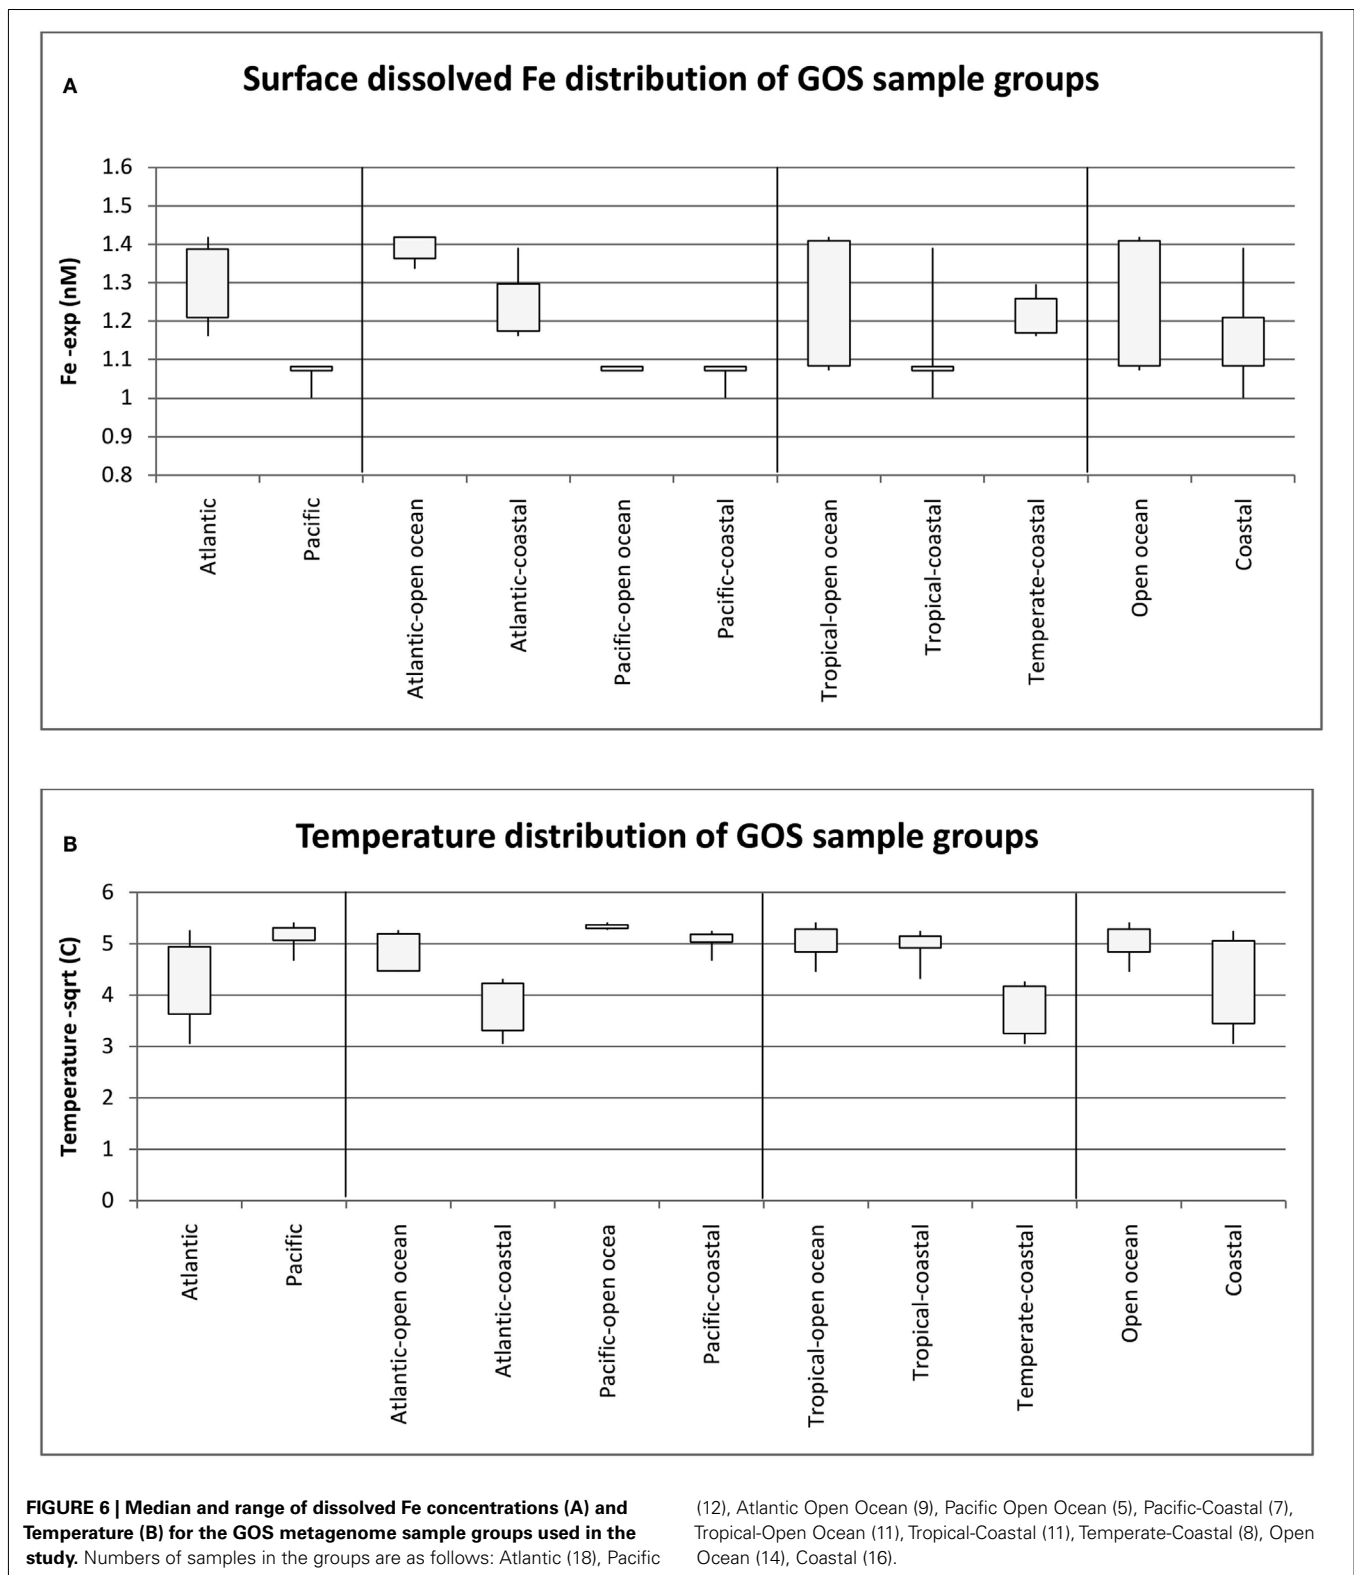 A
Surface dissolved Fe distribution of GOS sample groups
Fe -exp (nM)
1.6
1.5
1.4
1.3
1.2
1.1
1
0.9
0.8
Atlantic
Pacific
Atlantic-open ocean
Atlantic-coastal
Pacific-open ocean
Pacific-coastal
Tropical-open ocean
Tropical-coastal
Temperate-coastal
Open ocean
Coastal
B
Temperature distribution of GOS sample groups
Temperature -sqrt (C)
6
5
4
3
2
1
0
Atlantic
Pacific
Atlantic-open ocean
Atlantic-coastal
Pacific-open ocea
Pacific-coastal
Tropical-open ocean
Tropical-coastal
Temperate-coastal
Open ocean
Coastal
FIGURE 6 | Median and range of dissolved Fe concentrations (A) and
Temperature (B) for the GOS metagenome sample groups used in the
study. Numbers of samples in the groups are as follows: Atlantic (18), Pacific
(12), Atlantic Open Ocean (9), Pacific Open Ocean (5), Pacific-Coastal (7),
Tropical-Open Ocean (11), Tropical-Coastal (11), Temperate-Coastal (8), Open
Ocean (14), Coastal (16).